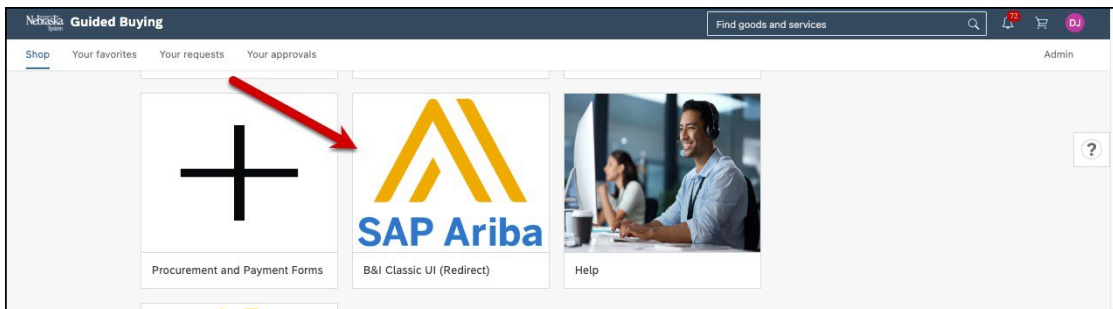 Nebraska
System
Guided Buying
Find goods and services
72
DJ
Shop Your favorites Your requests Your approvals Admin
?
SAP Ariba
Procurement and Payment Forms B&I Classic UI (Redirect) Help